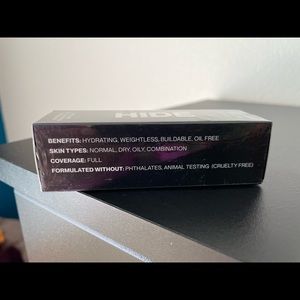 HIDE
BENEFITS: HYDRATING, WEIGHTLESS, BUILDABLE, OIL FREE
SKIN TYPES: NORMAL, DRY, OILY, COMBINATION
COVERAGE: FULL
FORMULATED WITHOUT: PHTHALATES, ANIMAL TESTING (CRUELTY FREE)